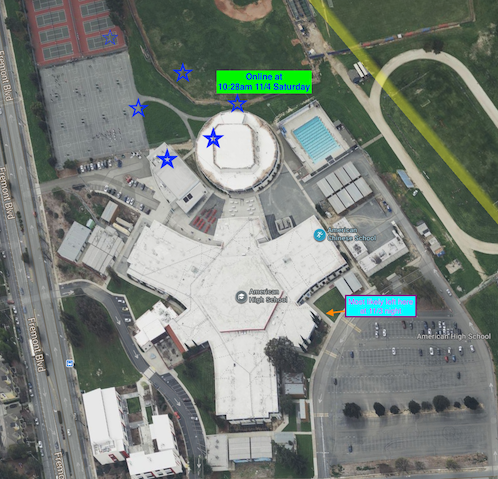 Fremont Blvd
Fremont Blvd
Online at
10:28am 11/4 Saturday
American
Chinese School
American
High School
American High School
Fremont Blvd
Frem